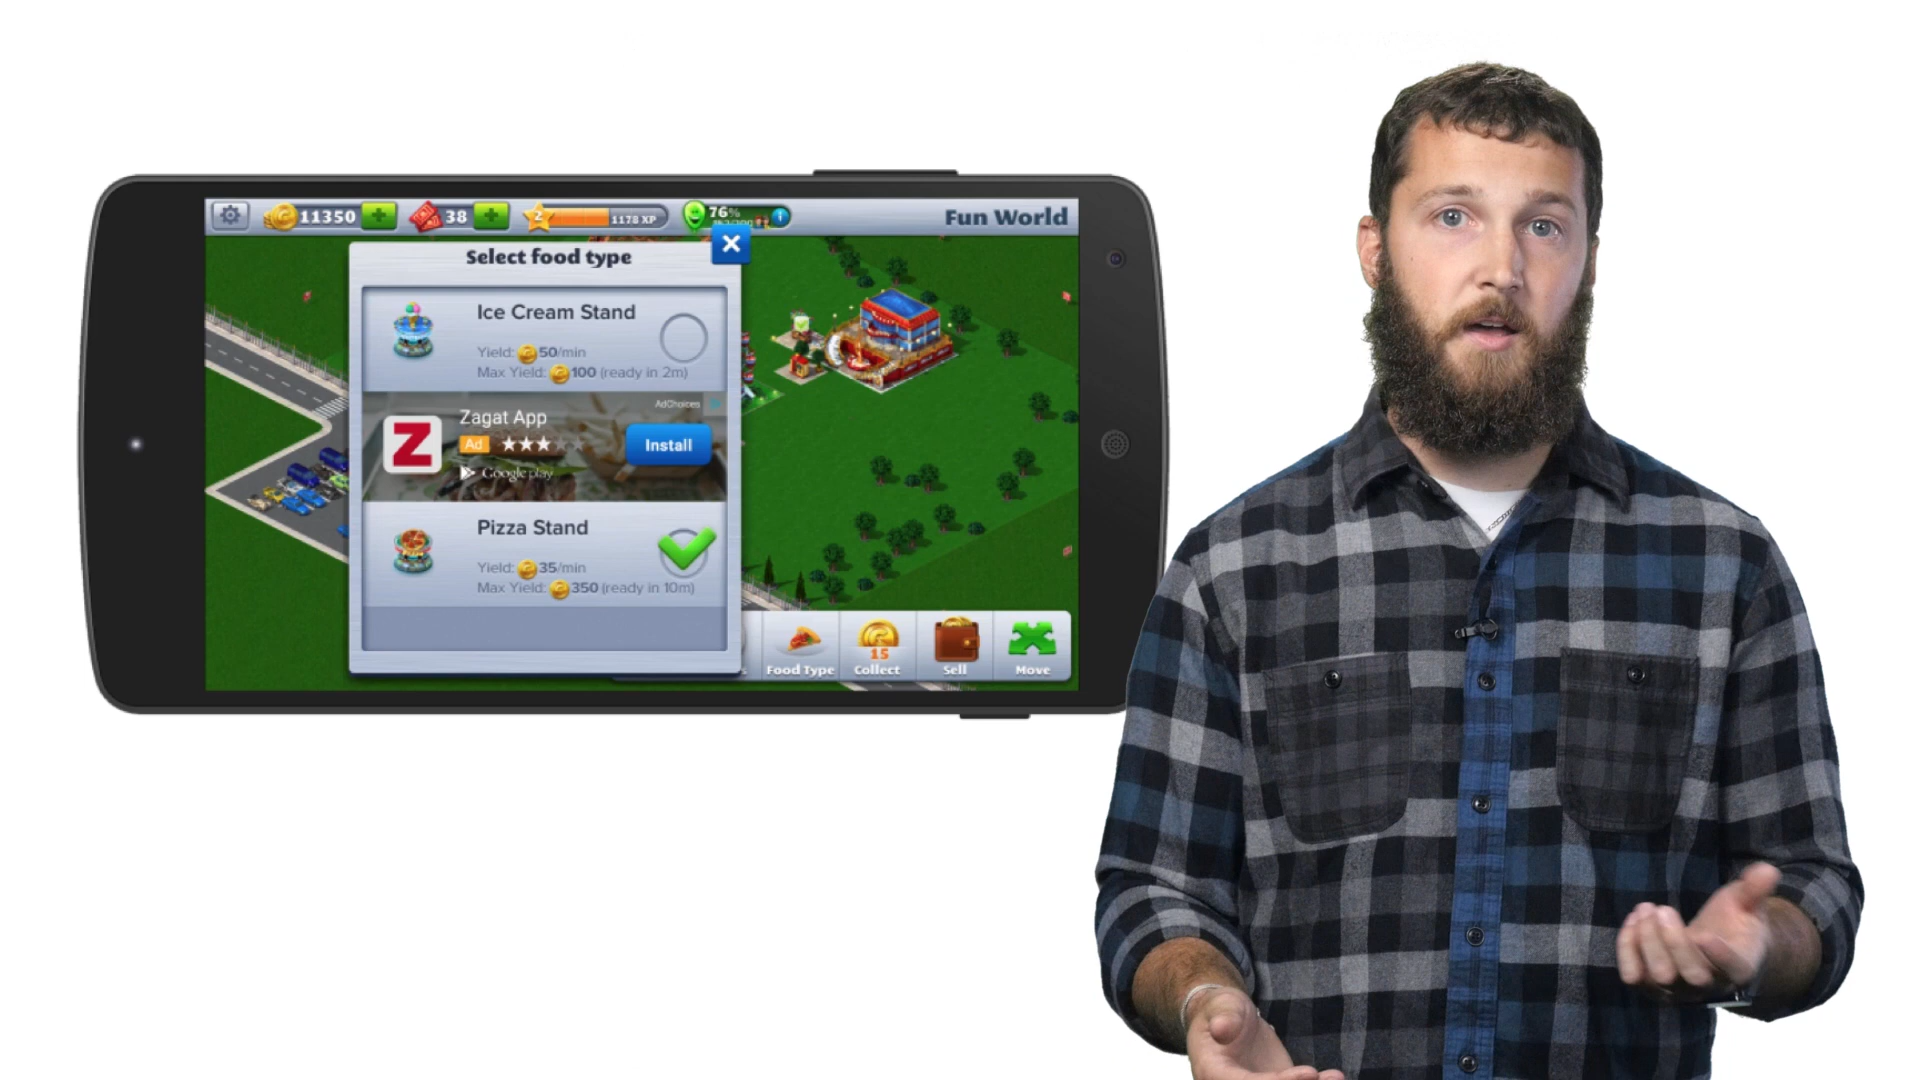 11350
38
2
1178 XP
76%
Fun World
Select food type
Ice Cream Stand
Yield: 50/min
Max Yield: 100 (ready in 2m)
AdChoices
Zagat App
Z
Ad
Install
Google play
Pizza Stand
Yield: 35/min
Max Yield: 350 (ready in 10m)
15
Food Type
Collect
Sell
Move